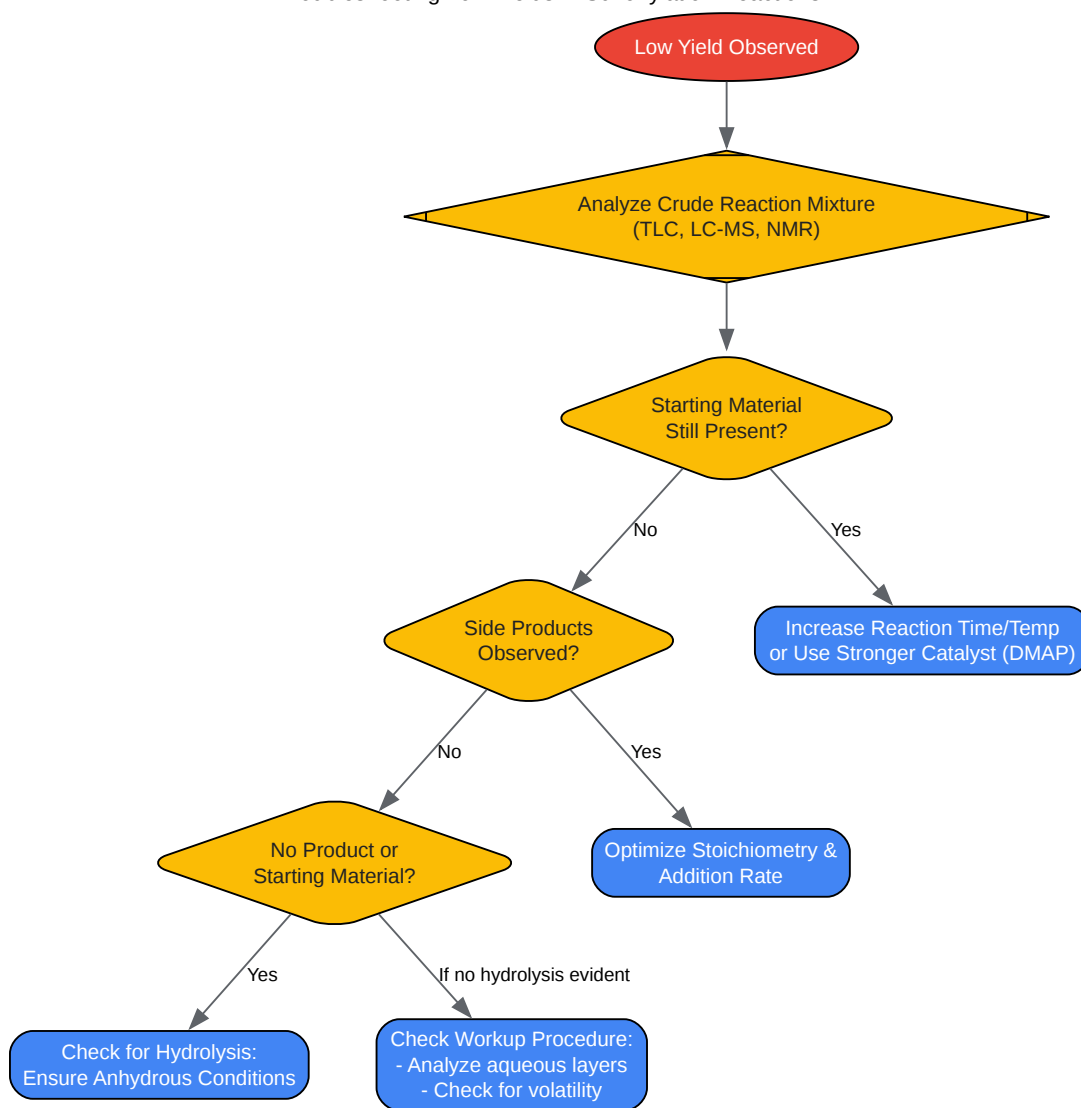 Low Yield Observed
Analyze Crude Reaction Mixture
(TLC, LC-MS, NMR)
Starting Material
Still Present?
No
Yes
Side Products
Observed?
Increase Reaction Time/Temp
or Use Stronger Catalyst (DMAP)
No
Yes
No Product or
Starting Material?
Optimize Stoichiometry &
Addition Rate
Yes
If no hydrolysis evident
Check for Hydrolysis:
Ensure Anhydrous Conditions
Check Workup Procedure:
- Analyze aqueous layers
- Check for volatility